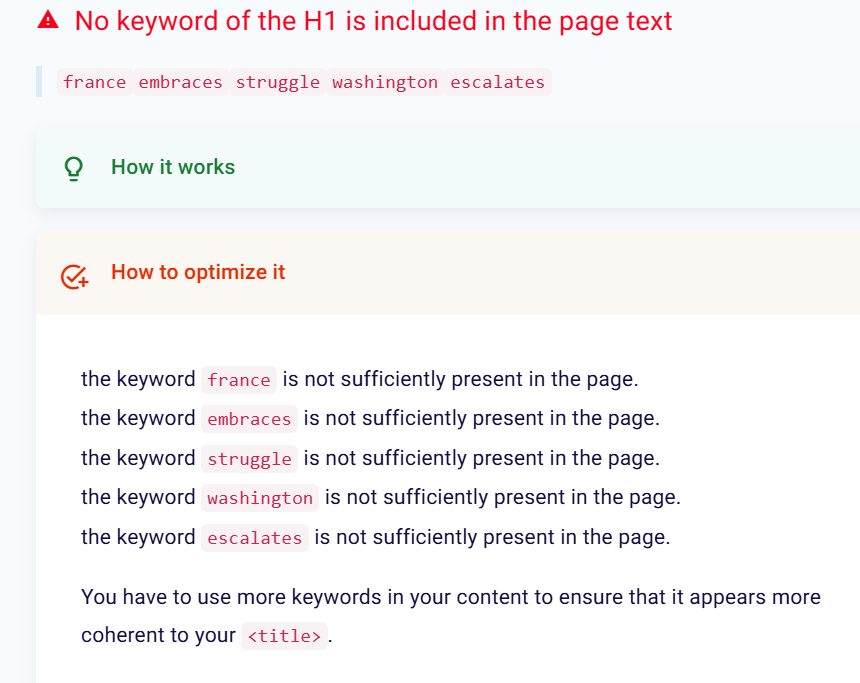 No keyword of the H1 is included in the page text
france embraces struggle washington escalates
How it works
How to optimize it
the keyword france is not sufficiently present in the page.
the keyword embraces is not sufficiently present in the page.
the keyword struggle is not sufficiently present in the page.
the keyword washington is not sufficiently present in the page.
the keyword escalates is not sufficiently present in the page.
You have to use more keywords in your content to ensure that it appears more
coherent to your <title>.